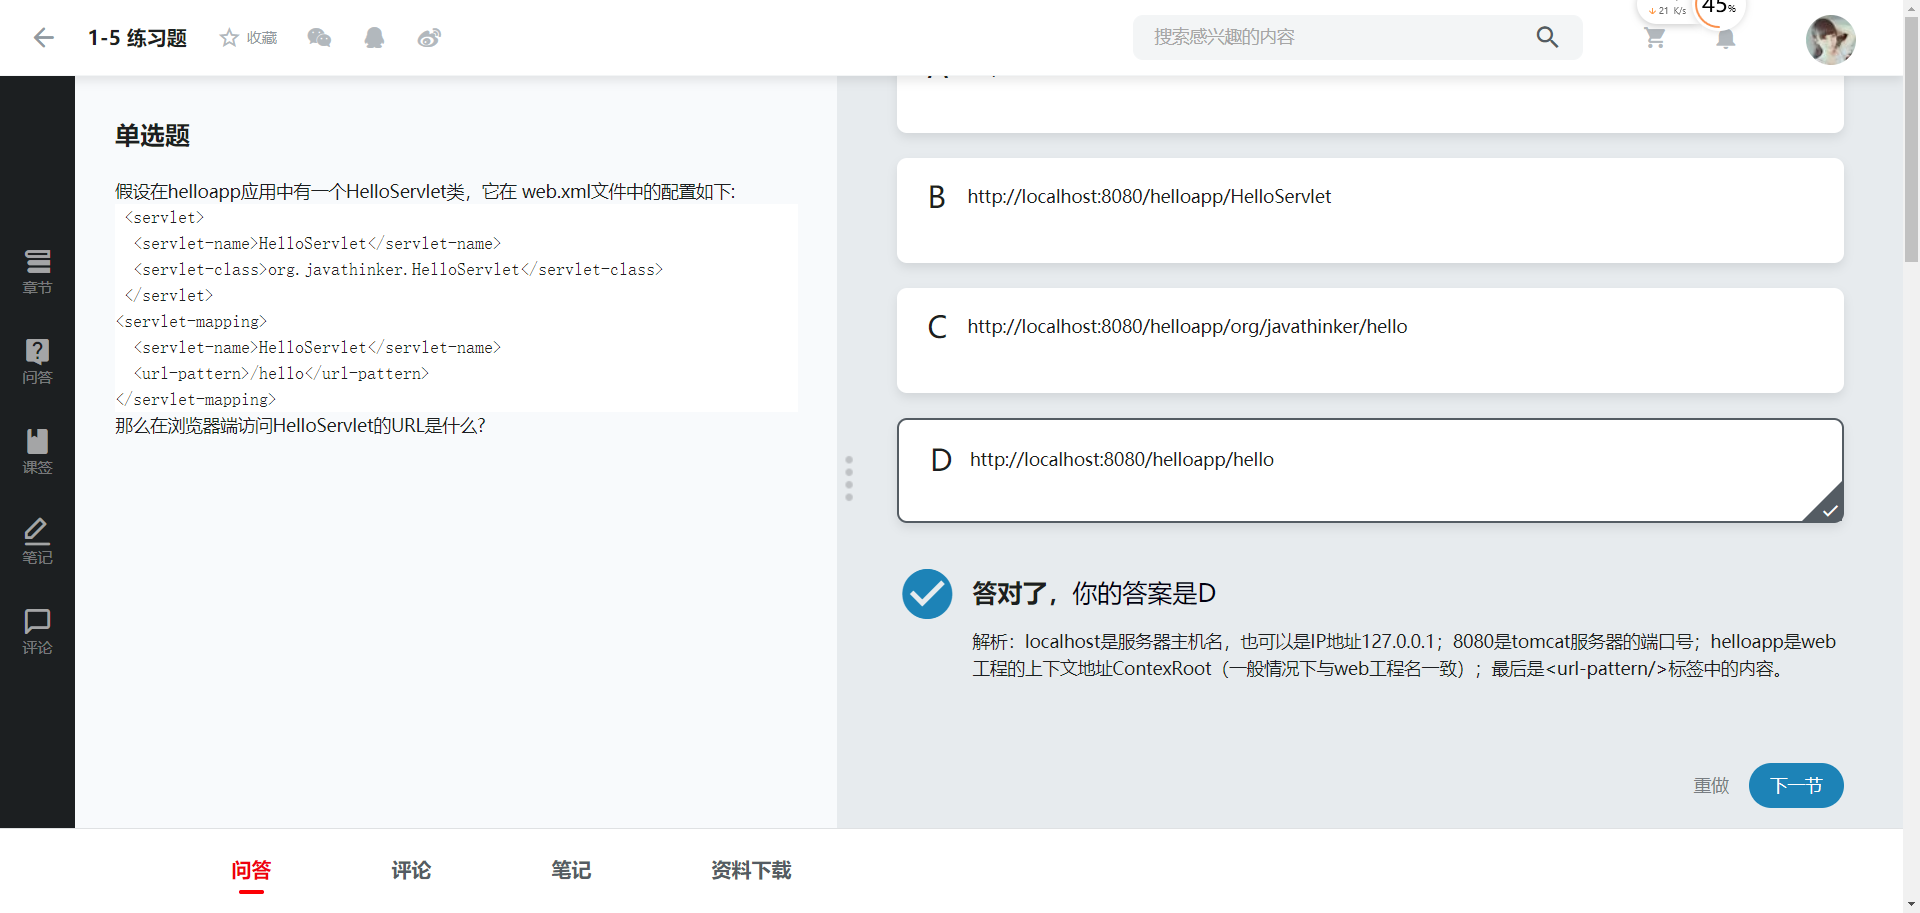 1-5 练习题
收藏
搜索感兴趣的内容
21 K/s
45%
章节
问答
课签
笔记
评论
单选题
假设在helloapp应用中有一个HelloServlet类，它在 web.xml文件中的配置如下:
<servlet>
<servlet-name>HelloServlet</servlet-name>
<servlet-class>org.javathinker.HelloServlet</servlet-class>
</servlet>
<servlet-mapping>
<servlet-name>HelloServlet</servlet-name>
<url-pattern>/hello</url-pattern>
</servlet-mapping>
那么在浏览器端访问HelloServlet的URL是什么?
B http://localhost:8080/helloapp/HelloServlet
C http://localhost:8080/helloapp/org/javathinker/hello
D http://localhost:8080/helloapp/hello
答对了，你的答案是D
解析：localhost是服务器主机名，也可以是IP地址127.0.0.1；8080是tomcat服务器的端口号；helloapp是web
工程的上下文地址ContexRoot（一般情况下与web工程名一致）；最后是<url-pattern/>标签中的内容。
重做
下一节
问答
评论
笔记
资料下载